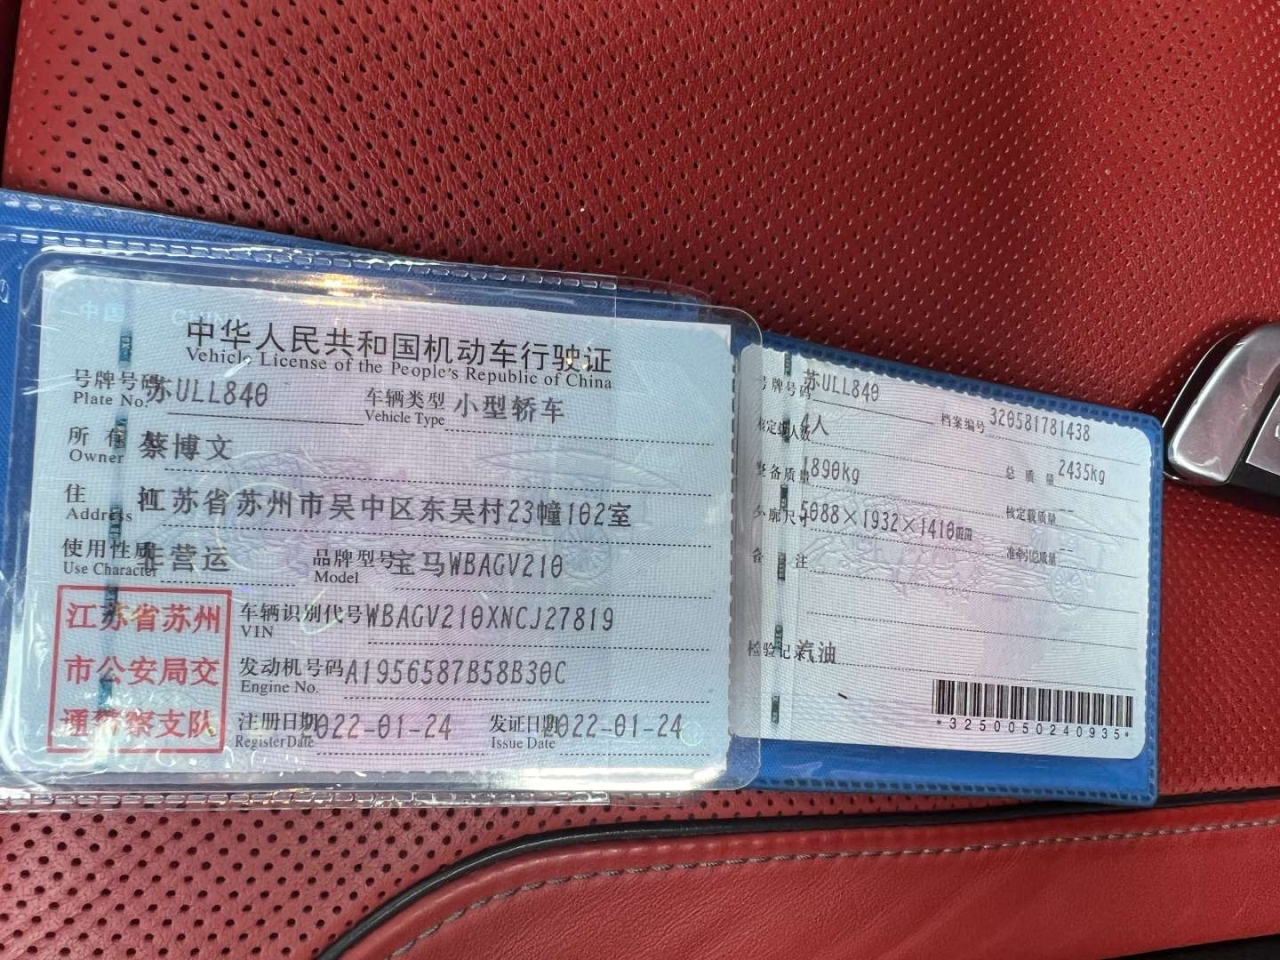 中华人民共和国机动车行驶证
Vehicle License of the People's Republic of China
号牌号码 苏ULL840 车辆类型 小型轿车
Plate No. Vehicle Type
所有 蔡博文
Owner
住 江苏省苏州市吴中区东吴村23幢102室
Address
使用性质 非营运 品牌型号 宝马WBAGV210
Use Character Model
江苏省苏州
市公安局交
通警察支队
车辆识别代号 WBAGV210XNCJ27819
VIN
发动机号码 A1956587B58B30C
Engine No.
注册日期 2022-01-24 发证日期 2022-01-24
Register Date Issue Date
号牌号码 苏ULL840 档案编号 320581781438
核定载人数 4人 总质量 2435kg
整备质量 1890kg 核定载质量 --
外廓尺寸 5088×1932×1410mm 准牵引总质量 --
备 注
检验记录 汽油
*3250050240935*